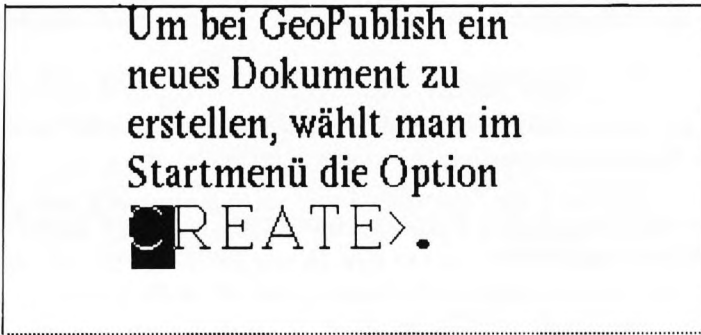 Um bei GeoPublish ein
neues Dokument zu
erstellen, wählt man im
Startmenü die Option
CREATE>.